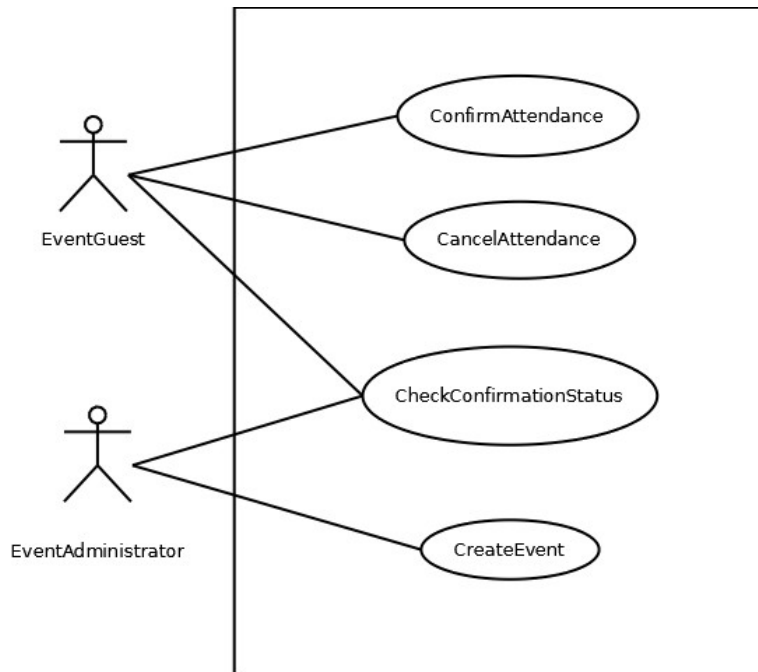 ConfirmAttendance
EventGuest
CancelAttendance
CheckConfirmationStatus
EventAdministrator
CreateEvent